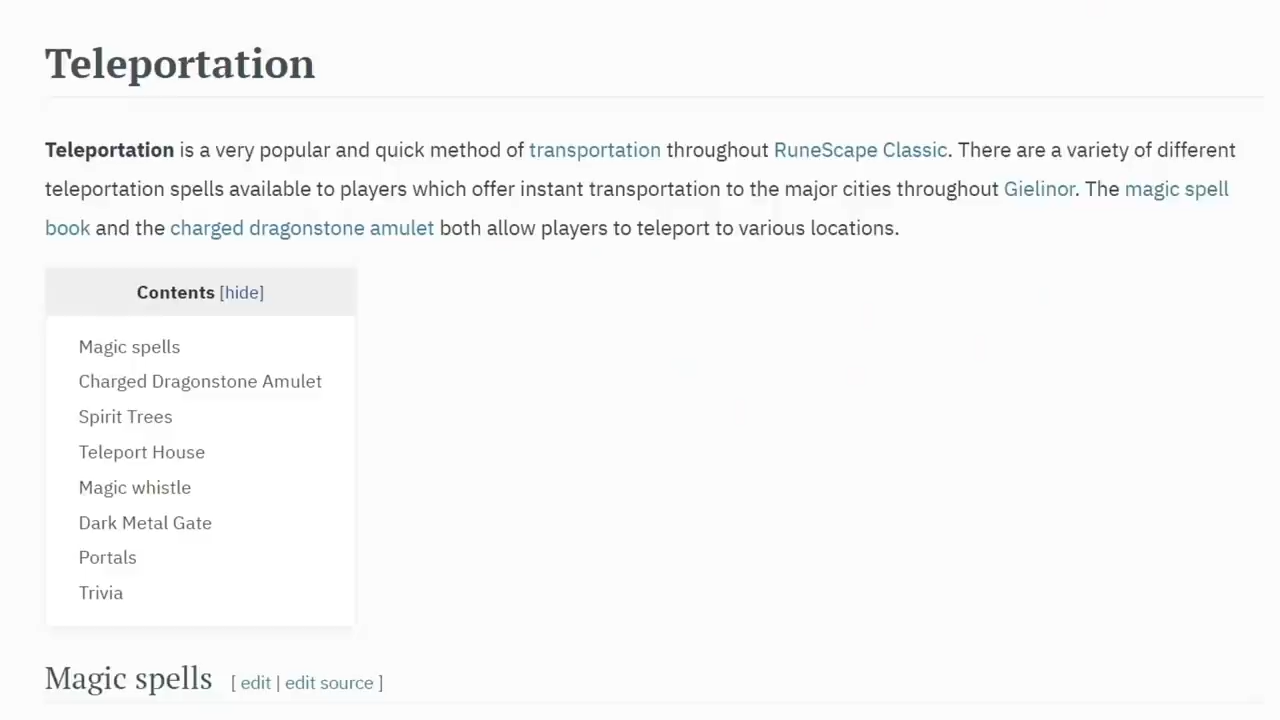 Teleportation
Teleportation is a very popular and quick method of transportation throughout RuneScape Classic. There are a variety of different
teleportation spells available to players which offer instant transportation to the major cities throughout Gielinor. The magic spell
book and the charged dragonstone amulet both allow players to teleport to various locations.
Contents [hide]
Magic spells
Charged Dragonstone Amulet
Spirit Trees
Teleport House
Magic whistle
Dark Metal Gate
Portals
Trivia
Magic spells [ edit | edit source ]